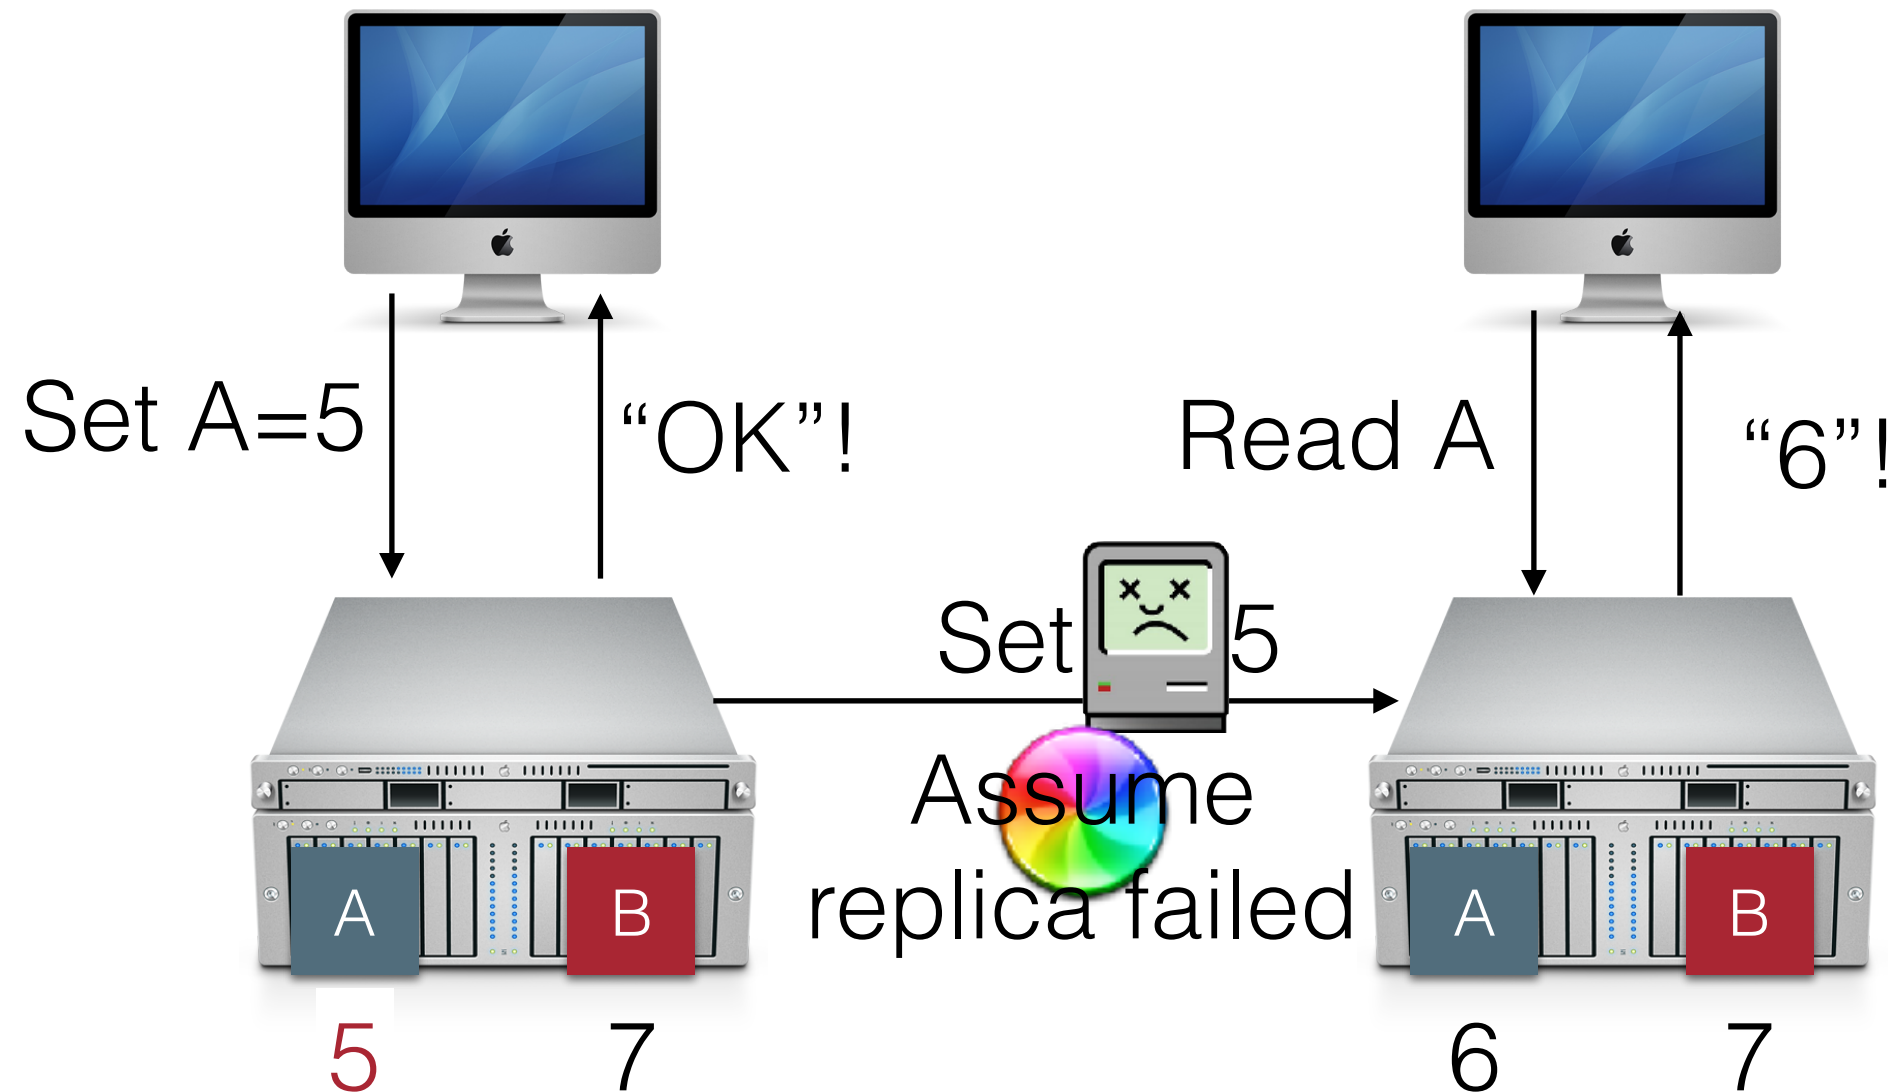 Set A=5
“OK”!
Read A
“6”!
Set 5
Assume
replica failed
A
B
A
B
5
7
6
7